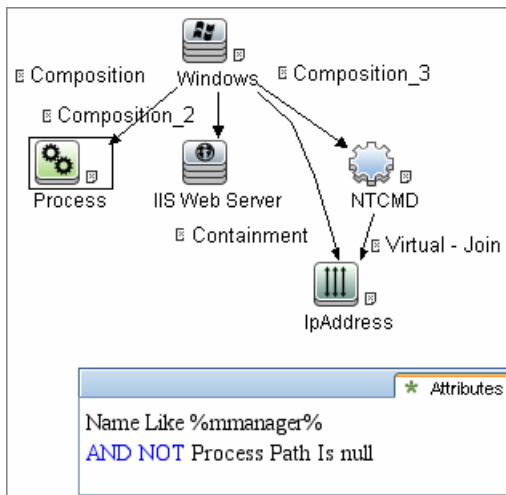 Windows
Composition
Composition_3
Composition_2
Process
IIS Web Server
NTCMD
Containment
Virtual - Join
IpAddress
* Attributes
Name Like %mmanager%
AND NOT Process Path Is null